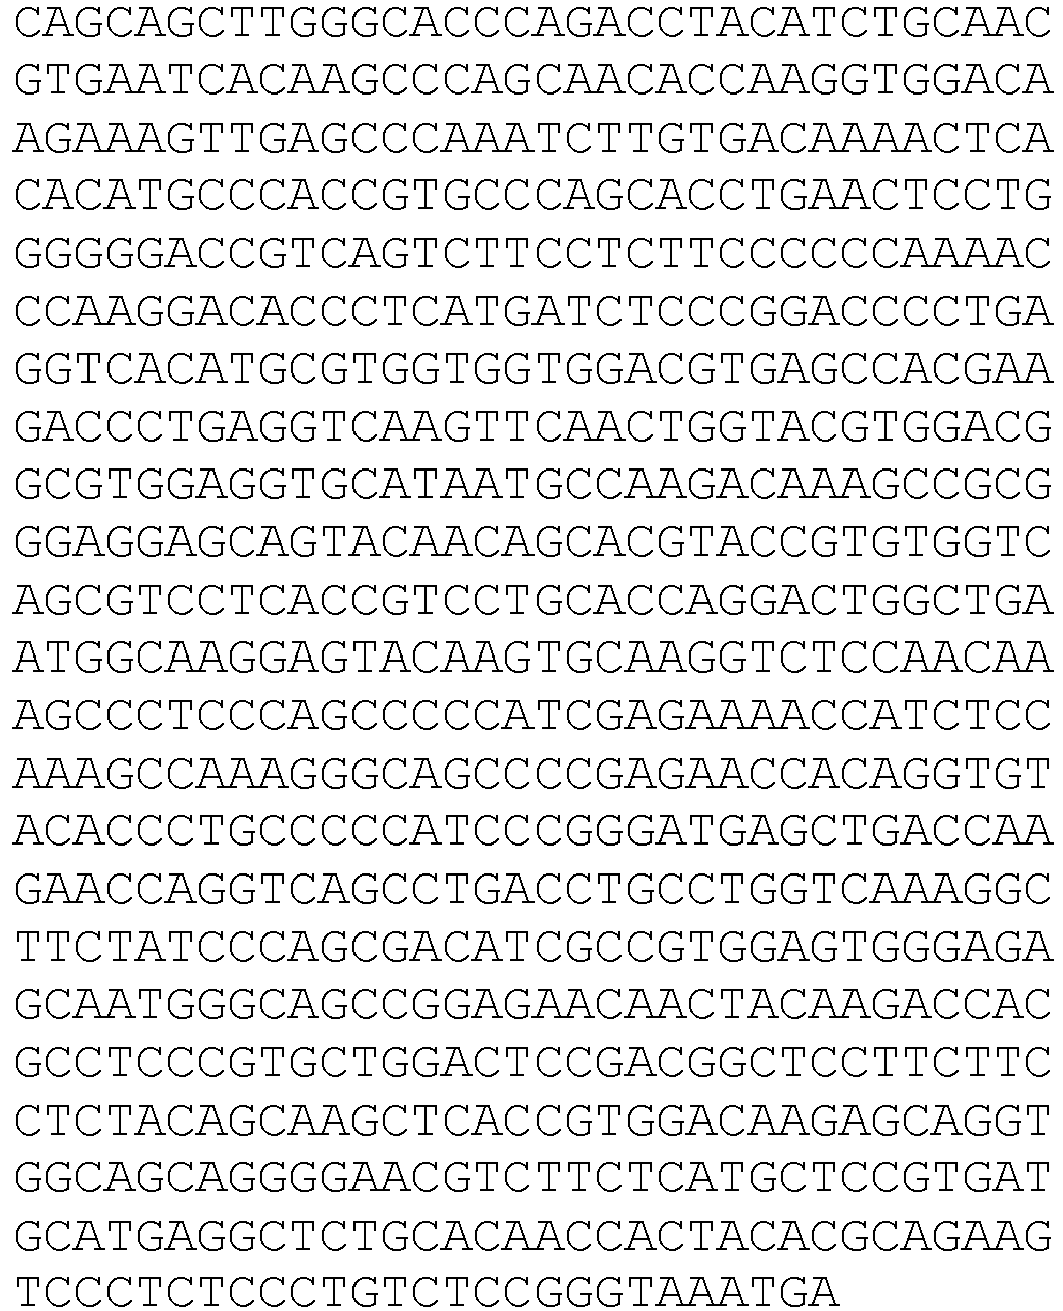 CAGCAGCTTGGGCACCCAGACCTACATCTGCAAC
GTGAATCACAAGCCCAGCAACACCAAGGTGGACA
AGAAAGTTGAGCCCAAATCTTGTGACAAAACTCA
CACATGCCCACCGTGCCCAGCACCTGAACTCCTG
GGGGGACCGTCAGTCTTCCTCTTCCCCCCAAAAC
CCAAGGACACCCTCATGATCTCCCGGACCCCTGA
GGTCACATGCGTGGTGGTGGACGTGAGCCACGAA
GACCCTGAGGTCAAGTTCAACTGGTACGTGGACG
GCGTGGAGGTGCATAATGCCAAGACAAAGCCGCG
GGAGGAGCAGTACAACAGCACGTACCGTGTGGTC
AGCGTCCTCACCGTCCTGCACCAGGACTGGCTGA
ATGGCAAGGAGTACAAGTGCAAGGTCTCCAACAA
AGCCCTCCCAGCCCCCATCGAGAAAACCATCTCC
AAAGCCAAAGGGCAGCCCCGAGAACCACAGGTGT
ACACCCTGCCCCCATCCCGGGATGAGCTGACCAA
GAACCAGGTCAGCCTGACCTGCCTGGTCAAAGGC
TTCTATCCCAGCGACATCGCCGTGGAGTGGGAGA
GCAATGGGCAGCCGGAGAACAACTACAAGACCAC
GCCTCCCGTGCTGGACTCCGACGGCTCCTTCTTC
CTCTACAGCAAGCTCACCGTGGACAAGAGCAGGT
GGCAGCAGGGGAACGTCTTCTCATGCTCCGTGAT
GCATGAGGCTCTGCACAACCACTACACGCAGAAG
TCCCTCTCCCTGTCTCCGGGTAAATGA